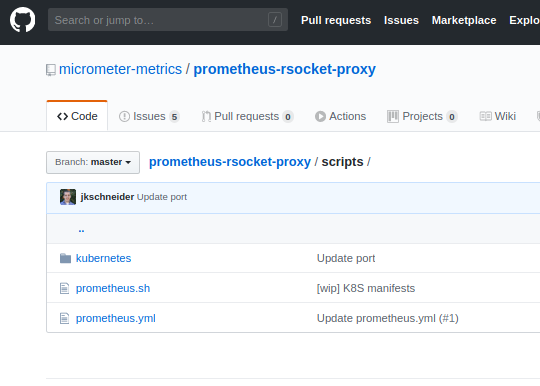 Search or jump to… /
Pull requests Issues Marketplace Explo
micrometer-metrics / prometheus-rsocket-proxy
Code Issues 5 Pull requests 0 Actions Projects 0 Wiki
Branch: master prometheus-rsocket-proxy / scripts /
jkschneider Update port
..
kubernetes Update port
prometheus.sh [wip] K8S manifests
prometheus.yml Update prometheus.yml (#1)